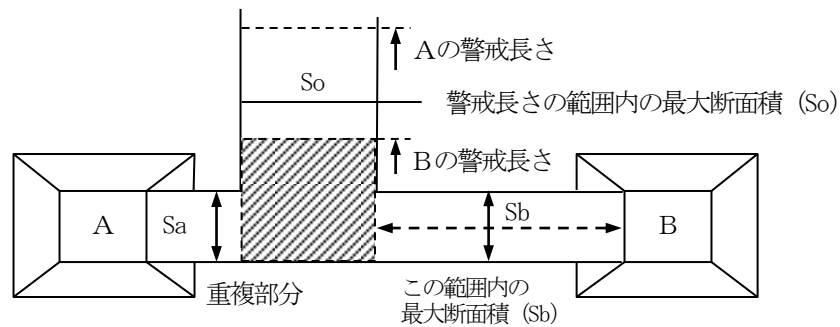 Aの警戒長さ
So
警戒長さの範囲内の最大断面積 (So)
Bの警戒長さ
A
Sa
Sb
B
重複部分
この範囲内の
最大断面積 (Sb)